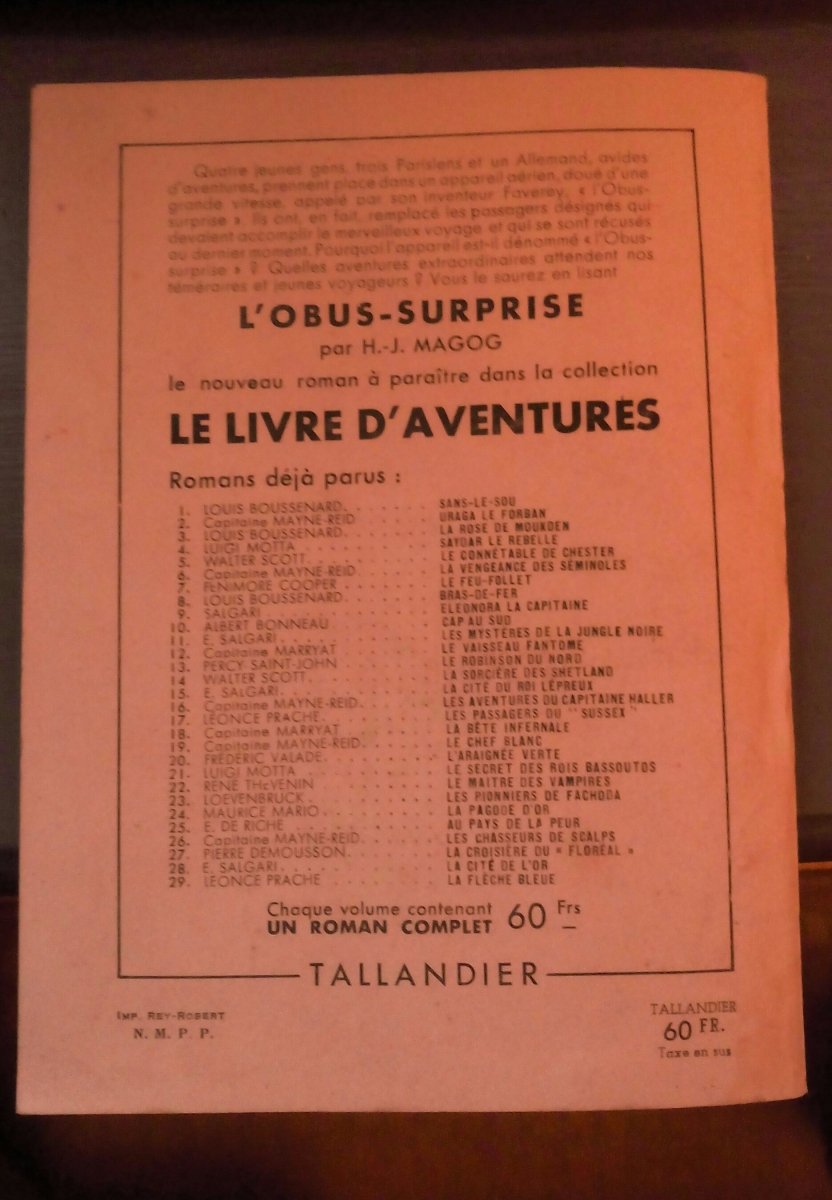 Quatre jeunes gens, trois Parisiens et un Allemand, avides
d'aventures, prennent place dans un appareil aérien, doué d'une
grande vitesse, appelé par son inventeur Faverey, « l'Obus-
surprise ». Ils ont, en fait, remplacé les passagers désignés qui
devaient accomplir le merveilleux voyage et qui se sont récusés
au dernier moment. Pourquoi l'appareil est-il dénommé « l'Obus-
surprise » ? Quelles aventures extraordinaires attendent nos
téméraires et jeunes voyageurs ? Vous le saurez en lisant
L'OBUS-SURPRISE
par H.-J. MAGOG
le nouveau roman à paraître dans la collection
LE LIVRE D'AVENTURES
Romans déjà parus :
1. LOUIS BOUSSENARD. . . . . . . SANS-LE-SOU
2. Capitaine MAYNE-REID . . . . . URAGA LE FORBAN
3. LOUIS BOUSSENARD. . . . . . . LA ROSE DE MOUKDEN
4. LUIGI MOTTA . . . . . . . . . SAYDAR LE REBELLE
5. WALTER SCOTT . . . . . . . . LE CONNÉTABLE DE CHESTER
6. Capitaine MAYNE-REID. . . . . . LA VENGEANCE DES SÉMINOLES
7. FENIMORE COOPER . . . . . . . LE FEU-FOLLET
8. LOUIS BOUSSENARD. . . . . . . BRAS-DE-FER
9. SALGARI . . . . . . . . . . ELEONORA LA CAPITAINE
10. ALBERT BONNEAU . . . . . . . CAP AU SUD
11. E. SALGARI. . . . . . . . . . LES MYSTÈRES DE LA JUNGLE NOIRE
12. Capitaine MARRYAT . . . . . . LE VAISSEAU FANTOME
13. PERCY SAINT-JOHN . . . . . . LE ROBINSON DU NORD
14 WALTER SCOTT. . . . . . . . . LA SORCIÈRE DES SHETLAND
15. E. SALGARI. . . . . . . . . . LA CITÉ DU ROI LÉPREUX
16. Capitaine MAYNE-REID. . . . . . LES AVENTURES DU CAPITAINE HALLER
17. LÉONCE PRACHE. . . . . . . . LES PASSAGERS DU "SUSSEX"
18. Capitaine MARRYAT . . . . . . LA BÊTE INFERNALE
19. Capitaine MAYNE-REID. . . . . . LE CHEF BLANC
20. FRÉDÉRIC VALADE. . . . . . . L'ARAIGNÉE VERTE
21. LUIGI MOTTA . . . . . . . . LE SECRET DES ROIS BASSOUTOS
22. RENÉ THÉVENIN . . . . . . . LE MAITRE DES VAMPIRES
23. LOEVENBRUCK . . . . . . . . LES PIONNIERS DE FACHODA
24. MAURICE MARIO . . . . . . . LA PAGODE D'OR
25. E. DE RICHE . . . . . . . . AU PAYS DE LA PEUR
26. Capitaine MAYNE-REID. . . . . . LES CHASSEURS DE SCALPS
27. PIERRE DEMOUSSON. . . . . . . LA CROISIÈRE DU « FLORÉAL »
28. E. SALGARI. . . . . . . . . . LA CITÉ DE L'OR
29. LÉONCE PRACHE . . . . . . . LA FLÈCHE BLEUE
Chaque volume contenant
UN ROMAN COMPLET 60 Frs
TALLANDIER
IMP. REY-ROBERT
N. M. P. P.
TALLANDIER
60 FR.
Taxe en sus